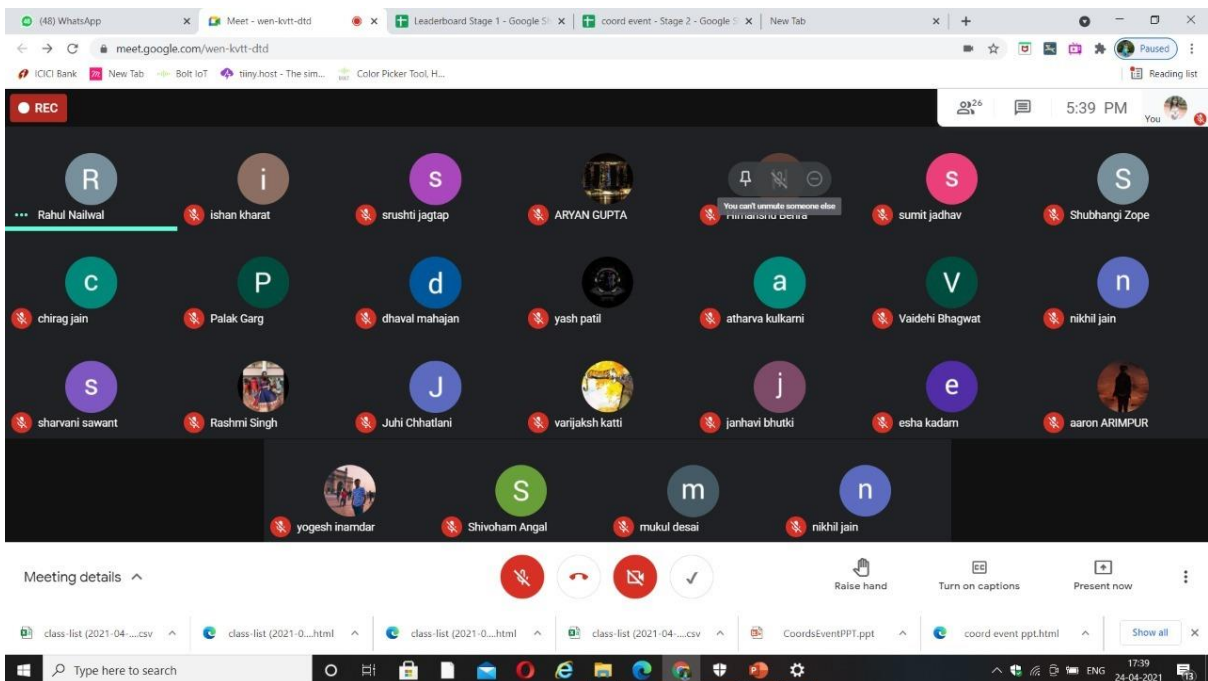 (48) WhatsApp
Meet - wen-kvtt-dtd
Leaderboard Stage 1 - Google Sh
coord event - Stage 2 - Google S
New Tab
meet.google.com/wen-kvtt-dtd
Paused
ICICI Bank
New Tab
Bolt IoT
tiiny.host - The sim...
Color Picker Tool, H...
Reading list
REC
26
5:39 PM
You
R
i
s
s
S
Rahul Nailwal
ishan kharat
srushti jagtap
ARYAN GUPTA
You can't unmute someone else
Himanshu Behra
sumit jadhav
Shubhangi Zope
c
P
d
a
V
n
chirag jain
Palak Garg
dhaval mahajan
yash patil
atharva kulkarni
Vaidehi Bhagwat
nikhil jain
s
J
j
e
sharvani sawant
Rashmi Singh
Juhi Chhatlani
varijaksh katti
janhavi bhutki
esha kadam
aaron ARIMPUR
S
m
n
yogesh inamdar
Shivoham Angal
mukul desai
nikhil jain
Meeting details
Raise hand
CC
Turn on captions
Present now
class-list (2021-04-....csv
class-list (2021-0....html
class-list (2021-0....html
class-list (2021-04-....csv
CoordsEventPPT.ppt
coord event ppt.html
Show all
Type here to search
ENG
17:39
24-04-2021
13